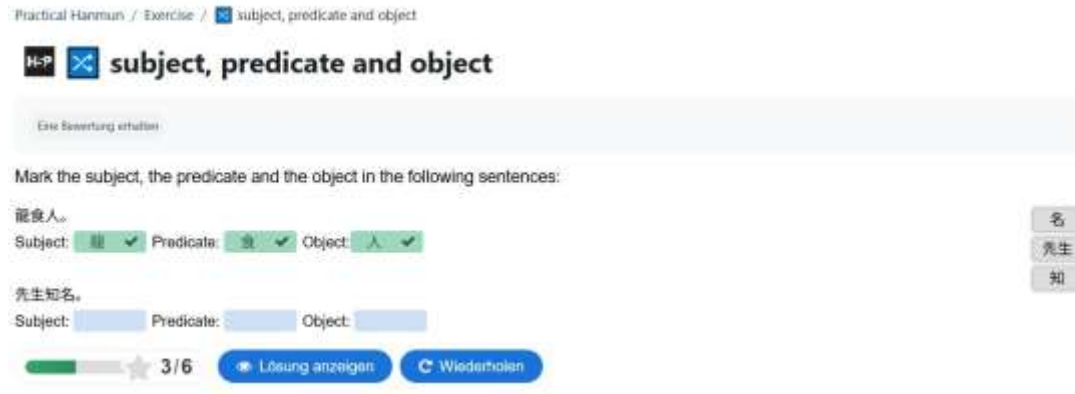 Practical Hanmun / Exercise / subject, predicate and object
H-P subject, predicate and object
Eine Bewertung erhalten
Mark the subject, the predicate and the object in the following sentences:
龍食人。
Subject: 龍 Predicate: 食 Object: 人
先生知名。
Subject: Predicate: Object:
名
先生
知
3/6 Lösung anzeigen Wiederholen